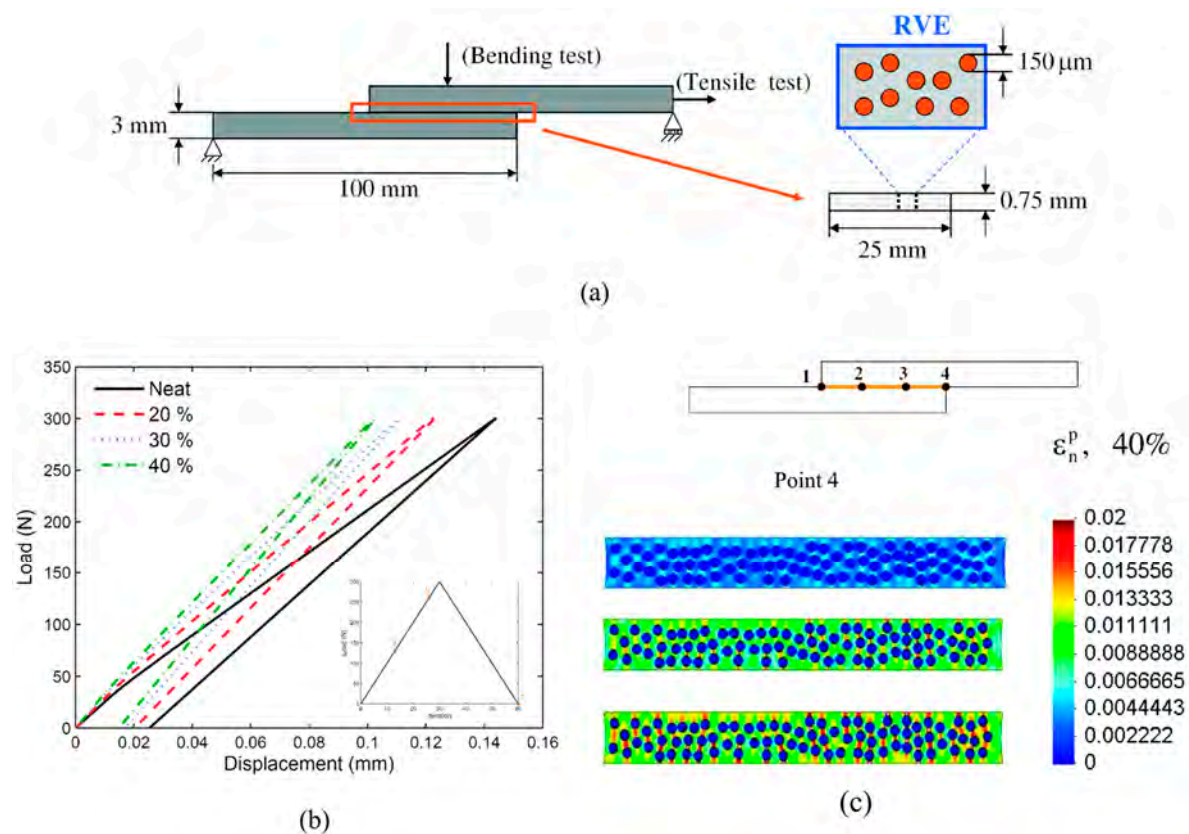 RVE
(Bending test)
(Tensile test)
150 μm
3 mm
100 mm
0.75 mm
25 mm
(a)
350
300
250
200
150
100
50
0
Load (N)
Neat
20 %
30 %
40 %
0
0.02
0.04
0.06
0.08
0.1
0.12
0.14
0.16
Displacement (mm)
(b)
1
2
3
4
εₙᵖ, 40%
Point 4
0.02
0.017778
0.015556
0.013333
0.011111
0.0088888
0.0066665
0.0044443
0.002222
0
(c)